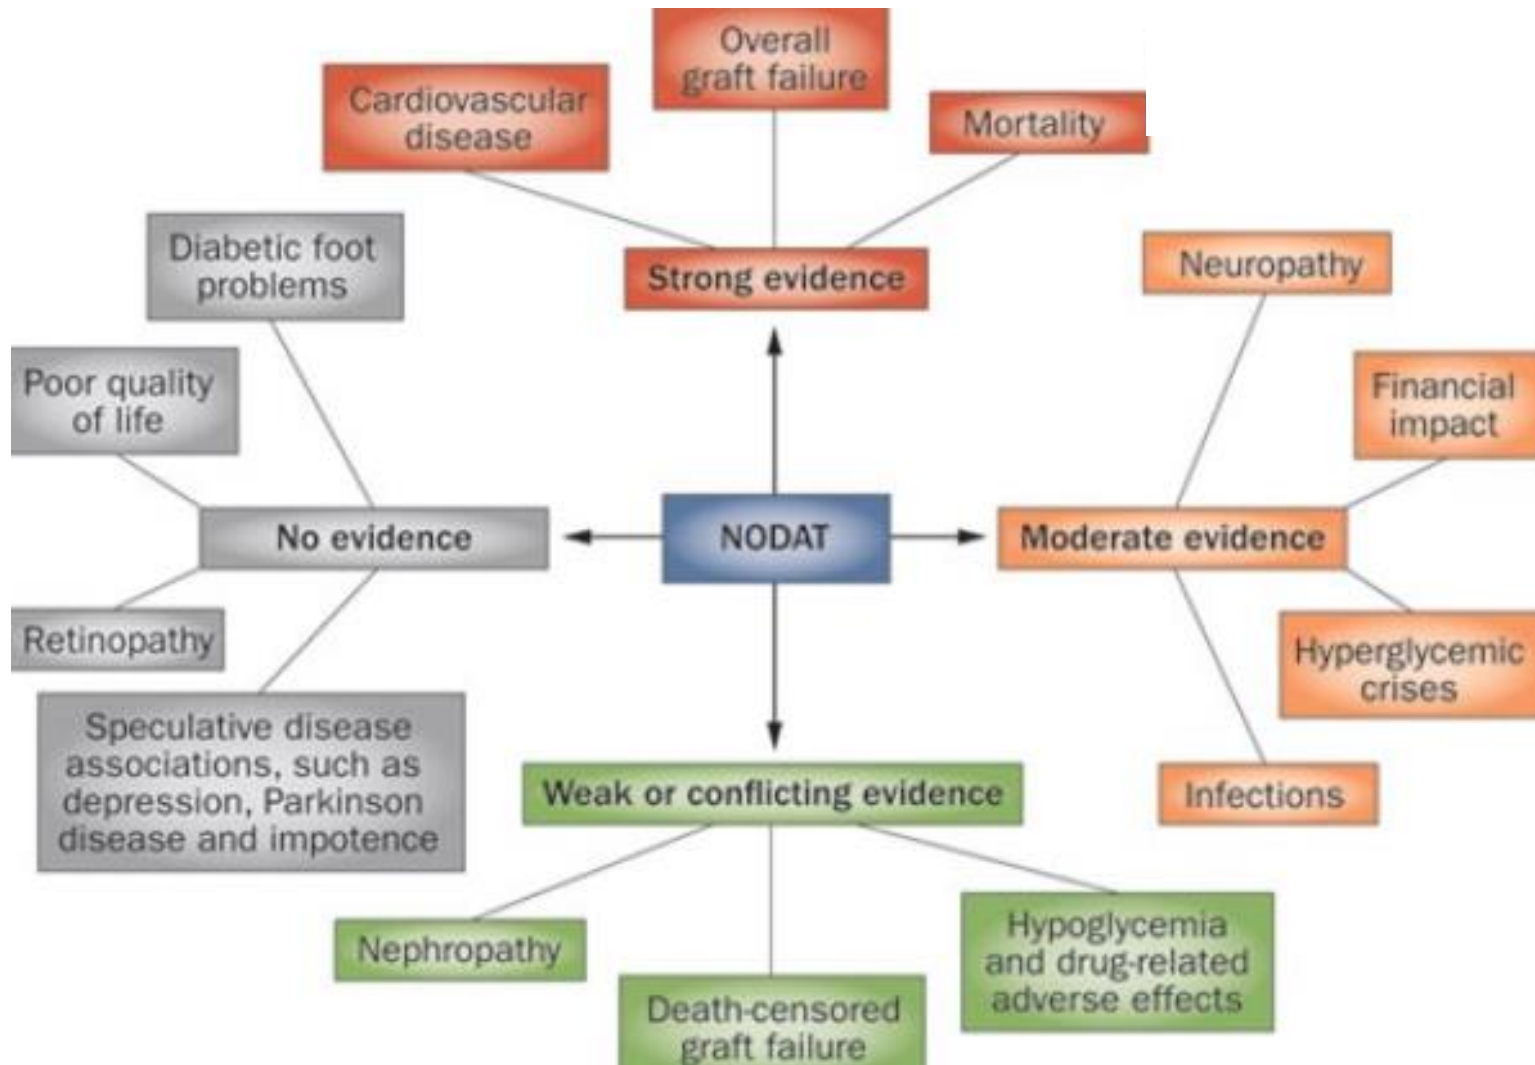 Overall
graft failure
Cardiovascular
disease
Mortality
Strong evidence
Diabetic foot
problems
Neuropathy
Poor quality
of life
Financial
impact
No evidence
NODAT
Moderate evidence
Retinopathy
Hyperglycemic
crises
Speculative disease
associations, such as
depression, Parkinson
disease and impotence
Weak or conflicting evidence
Infections
Nephropathy
Death-censored
graft failure
Hypoglycemia
and drug-related
adverse effects